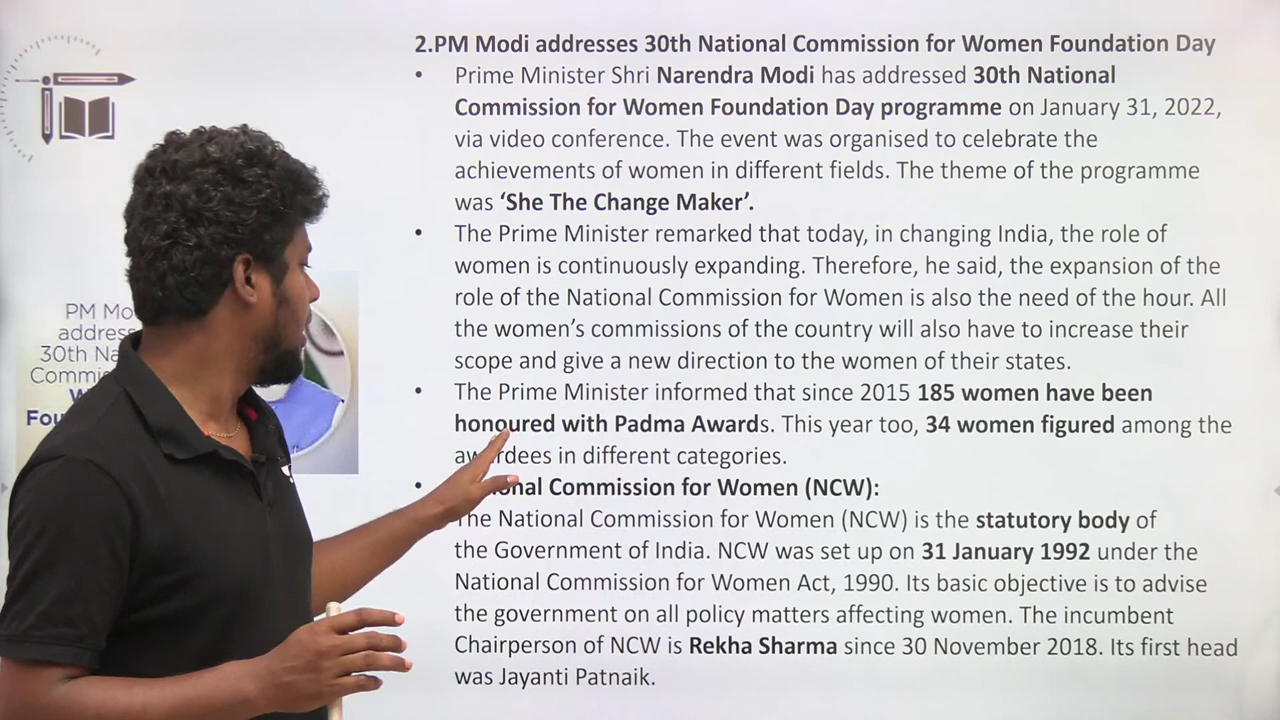 2.PM Modi addresses 30th National Commission for Women Foundation Day
• Prime Minister Shri Narendra Modi has addressed 30th National
Commission for Women Foundation Day programme on January 31, 2022,
via video conference. The event was organised to celebrate the
achievements of women in different fields. The theme of the programme
was ‘She The Change Maker’.
• The Prime Minister remarked that today, in changing India, the role of
women is continuously expanding. Therefore, he said, the expansion of the
role of the National Commission for Women is also the need of the hour. All
the women’s commissions of the country will also have to increase their
scope and give a new direction to the women of their states.
• The Prime Minister informed that since 2015 185 women have been
honoured with Padma Awards. This year too, 34 women figured among the
in different categories.
• Commission for Women (NCW):
The National Commission for Women (NCW) is the statutory body of
the Government of India. NCW was set up on 31 January 1992 under the
National Commission for Women Act, 1990. Its basic objective is to advise
the government on all policy matters affecting women. The incumbent
Chairperson of NCW is Rekha Sharma since 30 November 2018. Its first head
was Jayanti Patnaik.
PM
30th